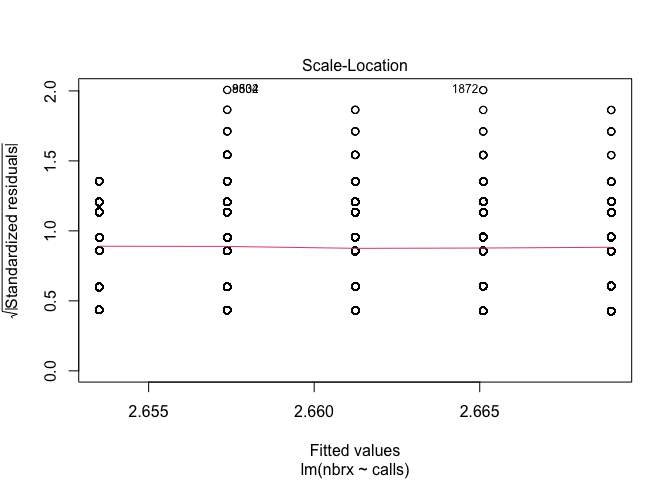 Scale-Location
√|Standardized residuals|
2.0
1.5
1.0
0.5
0.0
1872
2.655 2.660 2.665
Fitted values
lm(nbrx ~ calls)